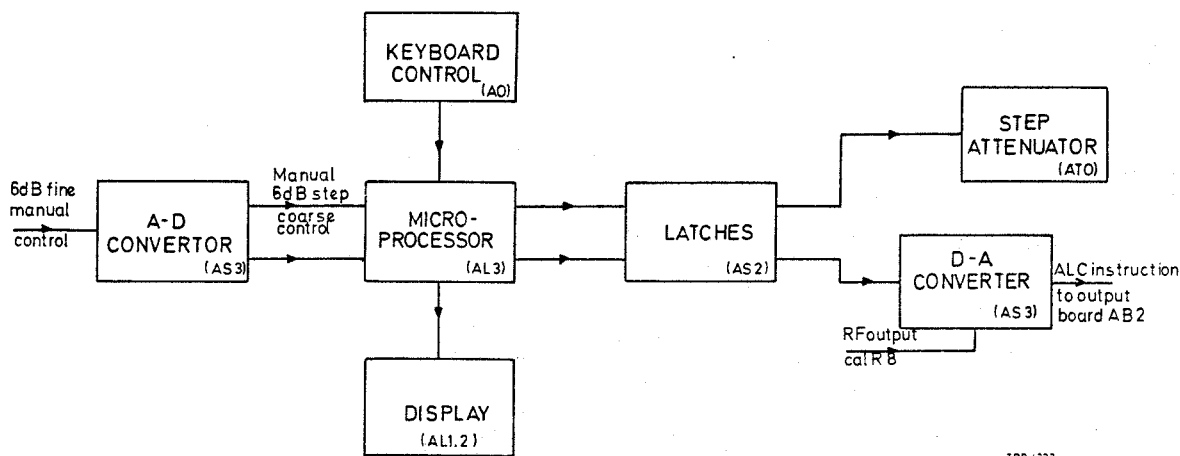 KEYBOARD
CONTROL
(A0)
STEP
ATTENUATOR
(AT0)
6dB fine
manual
control
A-D
CONVERTOR
(AS3)
Manual
6dB step
coarse
control
MICRO-
PROCESSOR
(AL3)
LATCHES
(AS2)
D-A
CONVERTER
(AS3)
ALC instruction
to output
board AB2
RF output
cal R8
DISPLAY
(AL1.2)